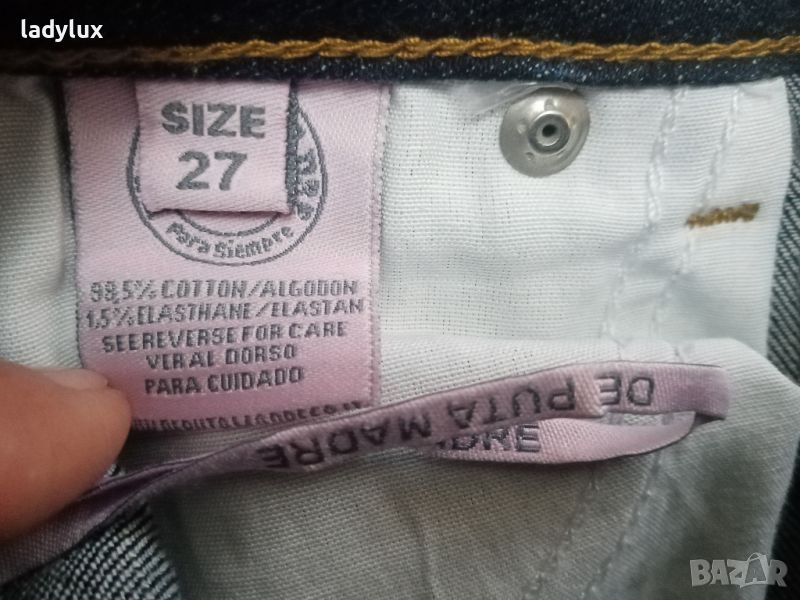 ladylux
SIZE
27
Para Siempre
98,5% COTTON/ALGODON
1,5% ELASTHANE/ELASTAN
SEE REVERSE FOR CARE
VER AL DORSO
PARA CUIDADO
DE PUTA MADRE
BAZAR